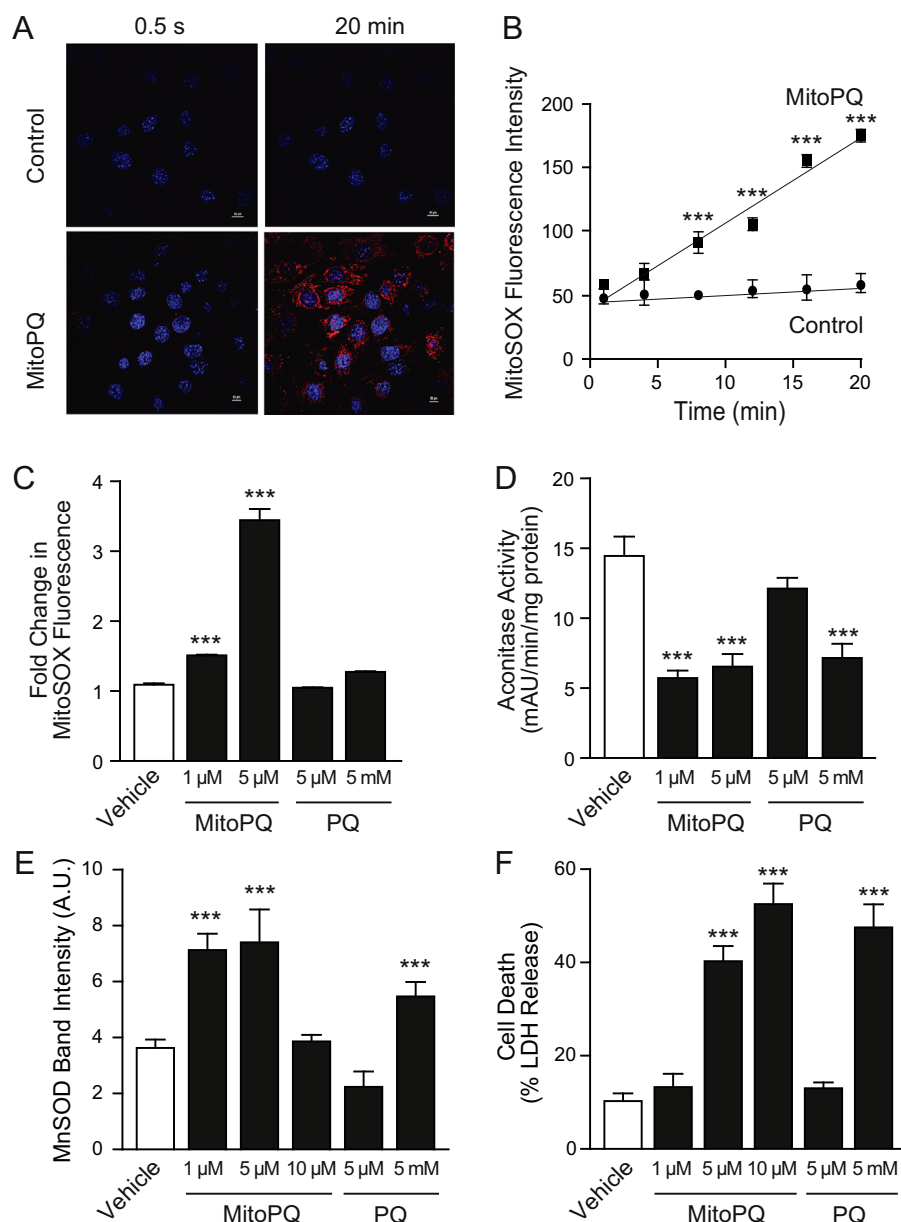 A
0.5 s
20 min
Control
MitoPQ
B
MitoSOX Fluorescence Intensity
200
150
100
50
0
MitoPQ
***
***
***
***
Control
0
5
10
15
20
Time (min)
C
Fold Change in
MitoSOX Fluorescence
4
3
2
1
0
***
***
Vehicle
1 µM
5 µM
5 µM
5 mM
MitoPQ
PQ
D
Aconitase Activity
(mAU/min/mg protein)
20
15
10
5
0
***
***
***
Vehicle
1 µM
5 µM
5 µM
5 mM
MitoPQ
PQ
E
MnSOD Band Intensity (A.U.)
10
8
6
4
2
0
***
***
***
Vehicle
1 µM
5 µM
10 µM
5 µM
5 mM
MitoPQ
PQ
F
Cell Death
(% LDH Release)
60
40
20
0
***
***
***
Vehicle
1 µM
5 µM
10 µM
5 µM
5 mM
MitoPQ
PQ